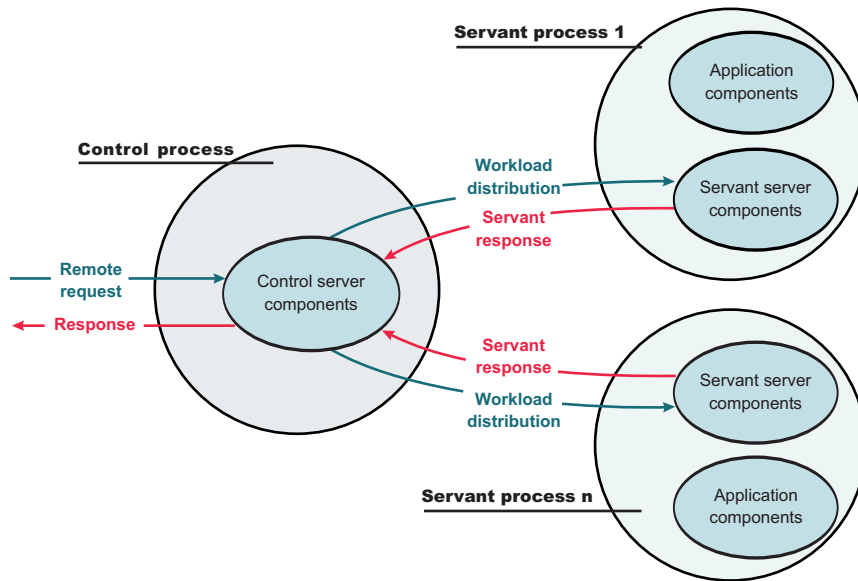 Servant process 1
Application
components
Control process
Workload
distribution
Servant server
components
Servant
response
Remote
request
Control server
components
Response
Servant
response
Servant server
components
Workload
distribution
Servant process n
Application
components